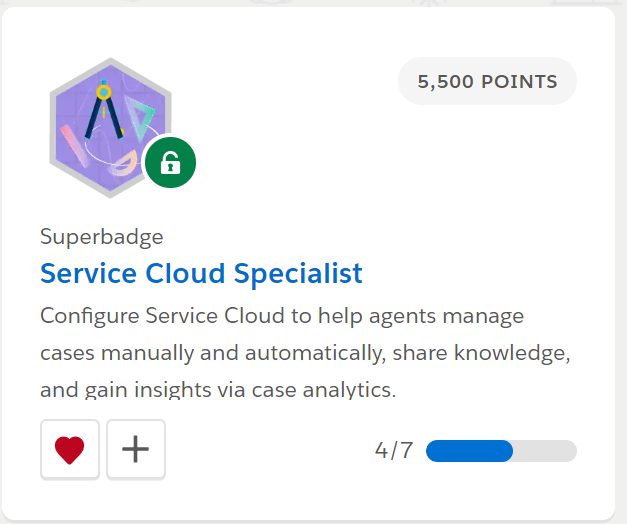 5,500 POINTS
Superbadge
Service Cloud Specialist
Configure Service Cloud to help agents manage
cases manually and automatically, share knowledge,
and gain insights via case analytics.
4/7